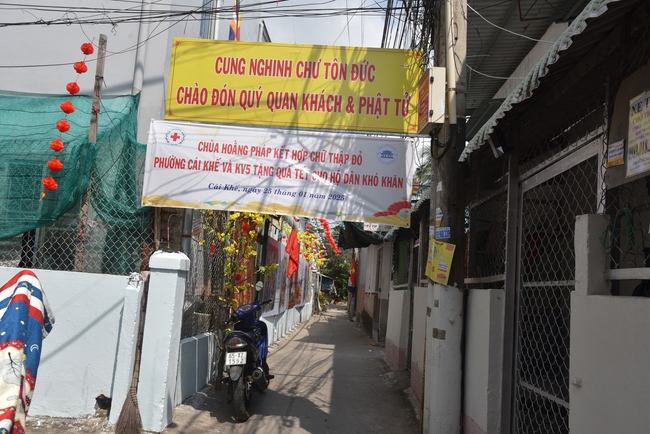 CUNG NGHINH CHƯ TÔN ĐỨC
CHÀO ĐÓN QUÝ QUAN KHÁCH & PHẬT TỬ
CHÙA HOẰNG PHÁP KẾT HỢP CHỮ THẬP ĐỎ
PHƯỜNG CÁI KHẾ VÀ KV5 TẶNG QUÀ TẾT CHO HỘ DÂN KHÓ KHĂN
Cái Khế, ngày 25 tháng 01 năm 2025